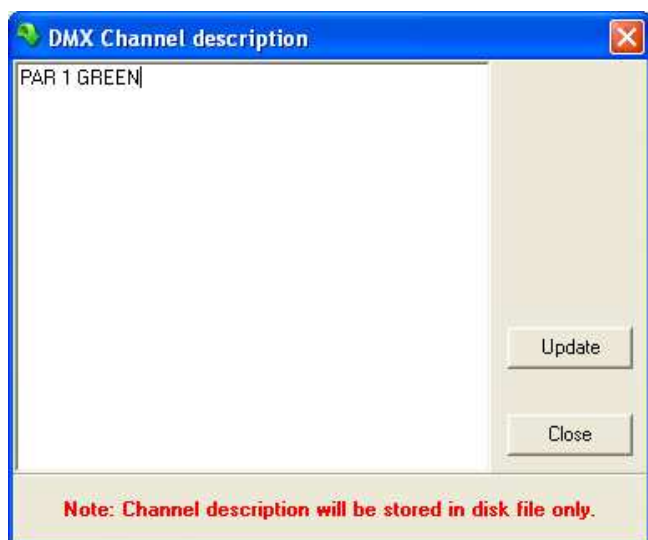 DMX Channel description
PAR 1 GREEN
Update
Close
Note: Channel description will be stored in disk file only.